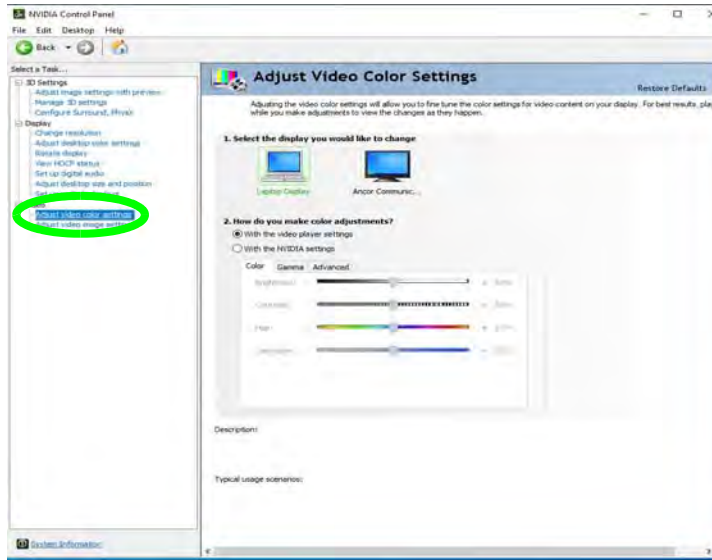 NVIDIA Control Panel
File Edit Desktop Help
Back
Select a Task...
3D Settings
Adjust image settings with preview
Manage 3D settings
Configure Surround, PhysX
Display
Change resolution
Adjust desktop color settings
Rotate display
View HDCP status
Set up digital audio
Adjust desktop size and position
Adjust video color settings
Adjust video image settings
System Information
Adjust Video Color Settings
Restore Defaults
Adjusting the video color settings will allow you to fine tune the color settings for video content on your display. For best results, pla
while you make adjustments to view the changes as they happen.
1. Select the display you would like to change
Laptop Display
Ancor Communic...
2. How do you make color adjustments?
With the video player settings
With the NVIDIA settings
Color Gamma Advanced
Brightness
Contrast
Hue
Saturation
Description:
Typical usage scenarios: